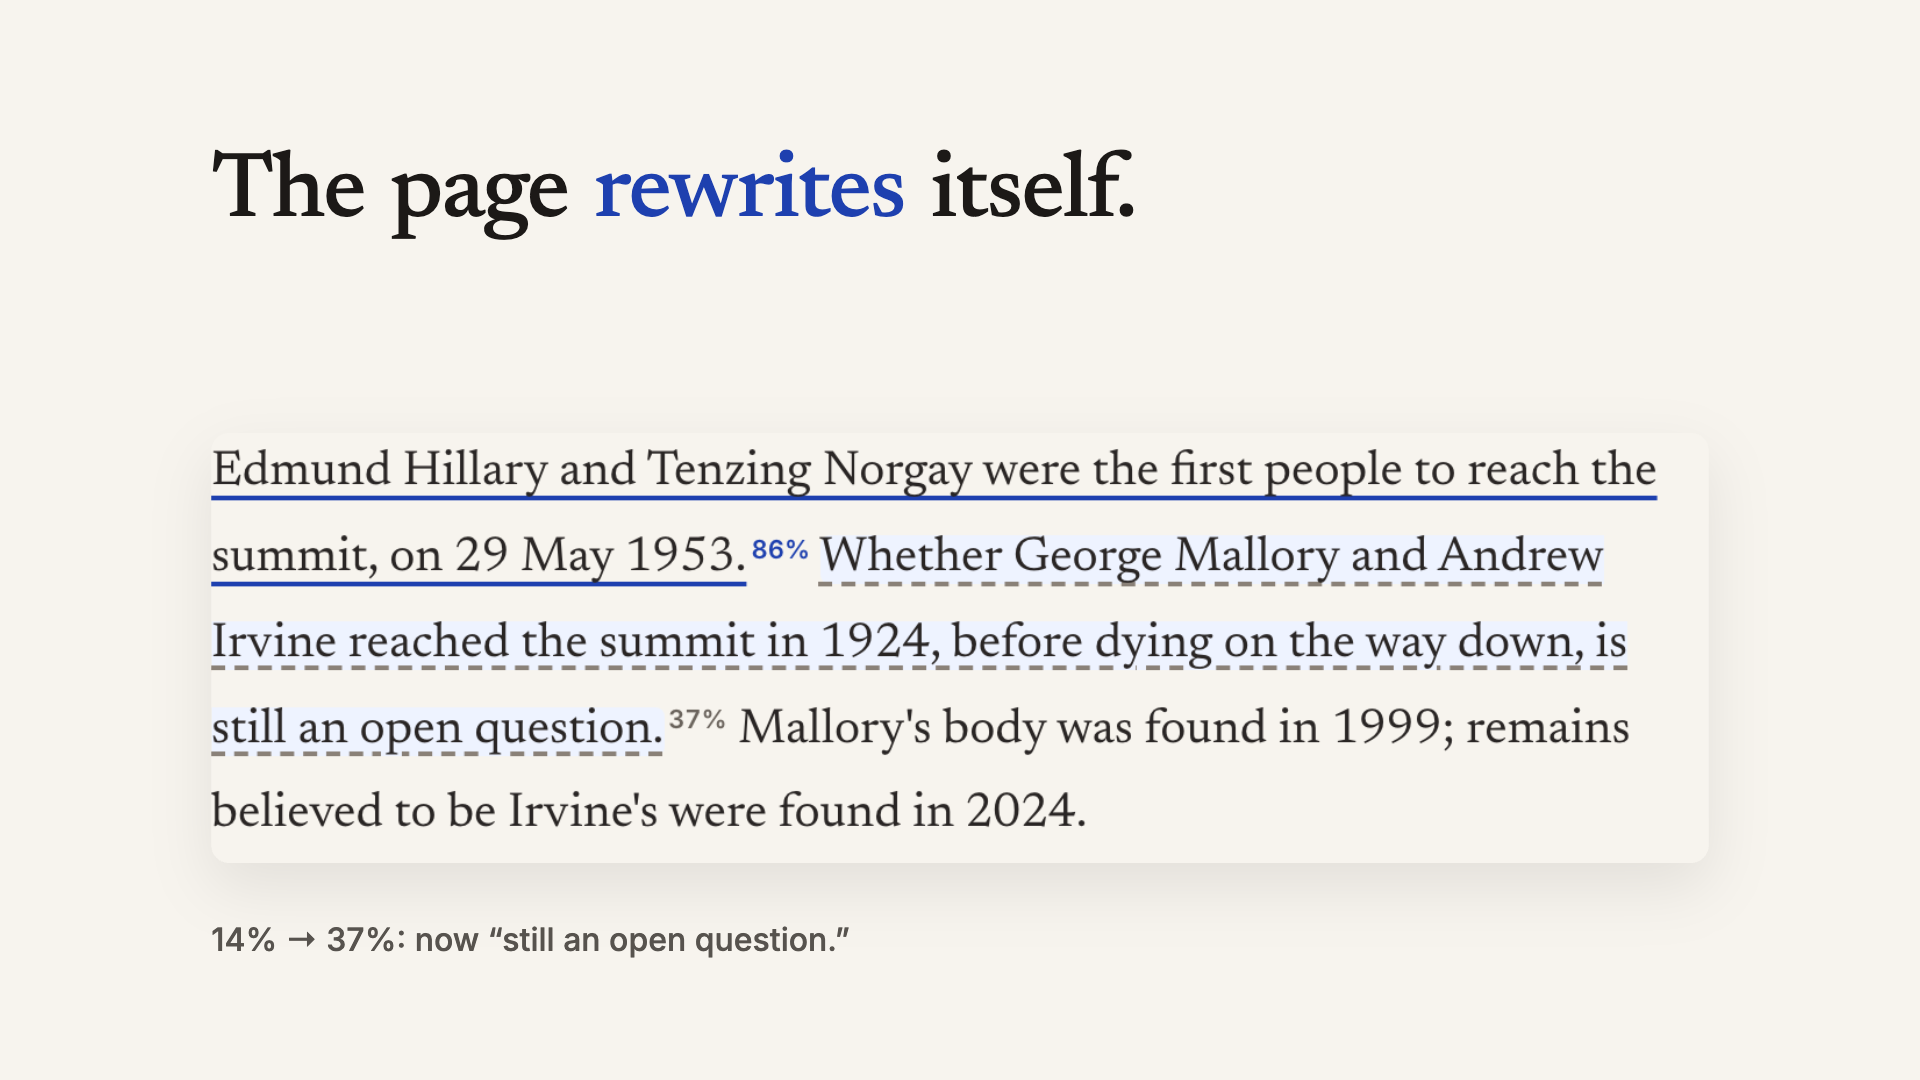 The page rewrites itself.
Edmund Hillary and Tenzing Norgay were the first people to reach the
summit, on 29 May 1953.86% Whether George Mallory and Andrew
Irvine reached the summit in 1924, before dying on the way down, is
still an open question.37% Mallory's body was found in 1999; remains
believed to be Irvine's were found in 2024.
14% → 37%: now “still an open question.”